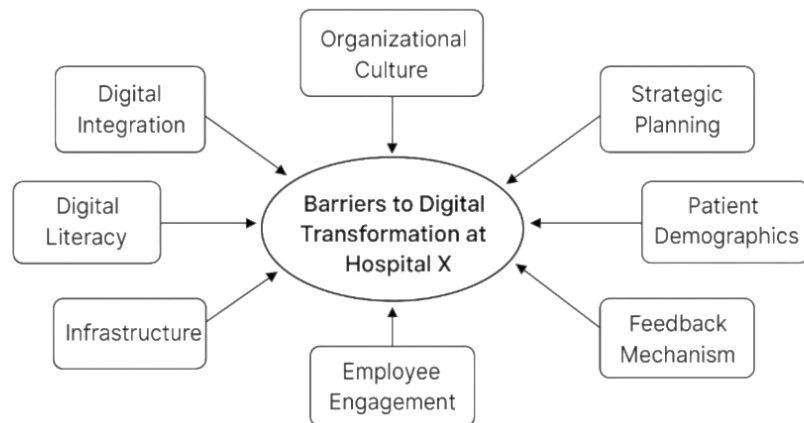 Organizational
Culture
Digital
Integration
Strategic
Planning
Digital
Literacy
Barriers to Digital
Transformation at
Hospital X
Patient
Demographics
Infrastructure
Feedback
Mechanism
Employee
Engagement